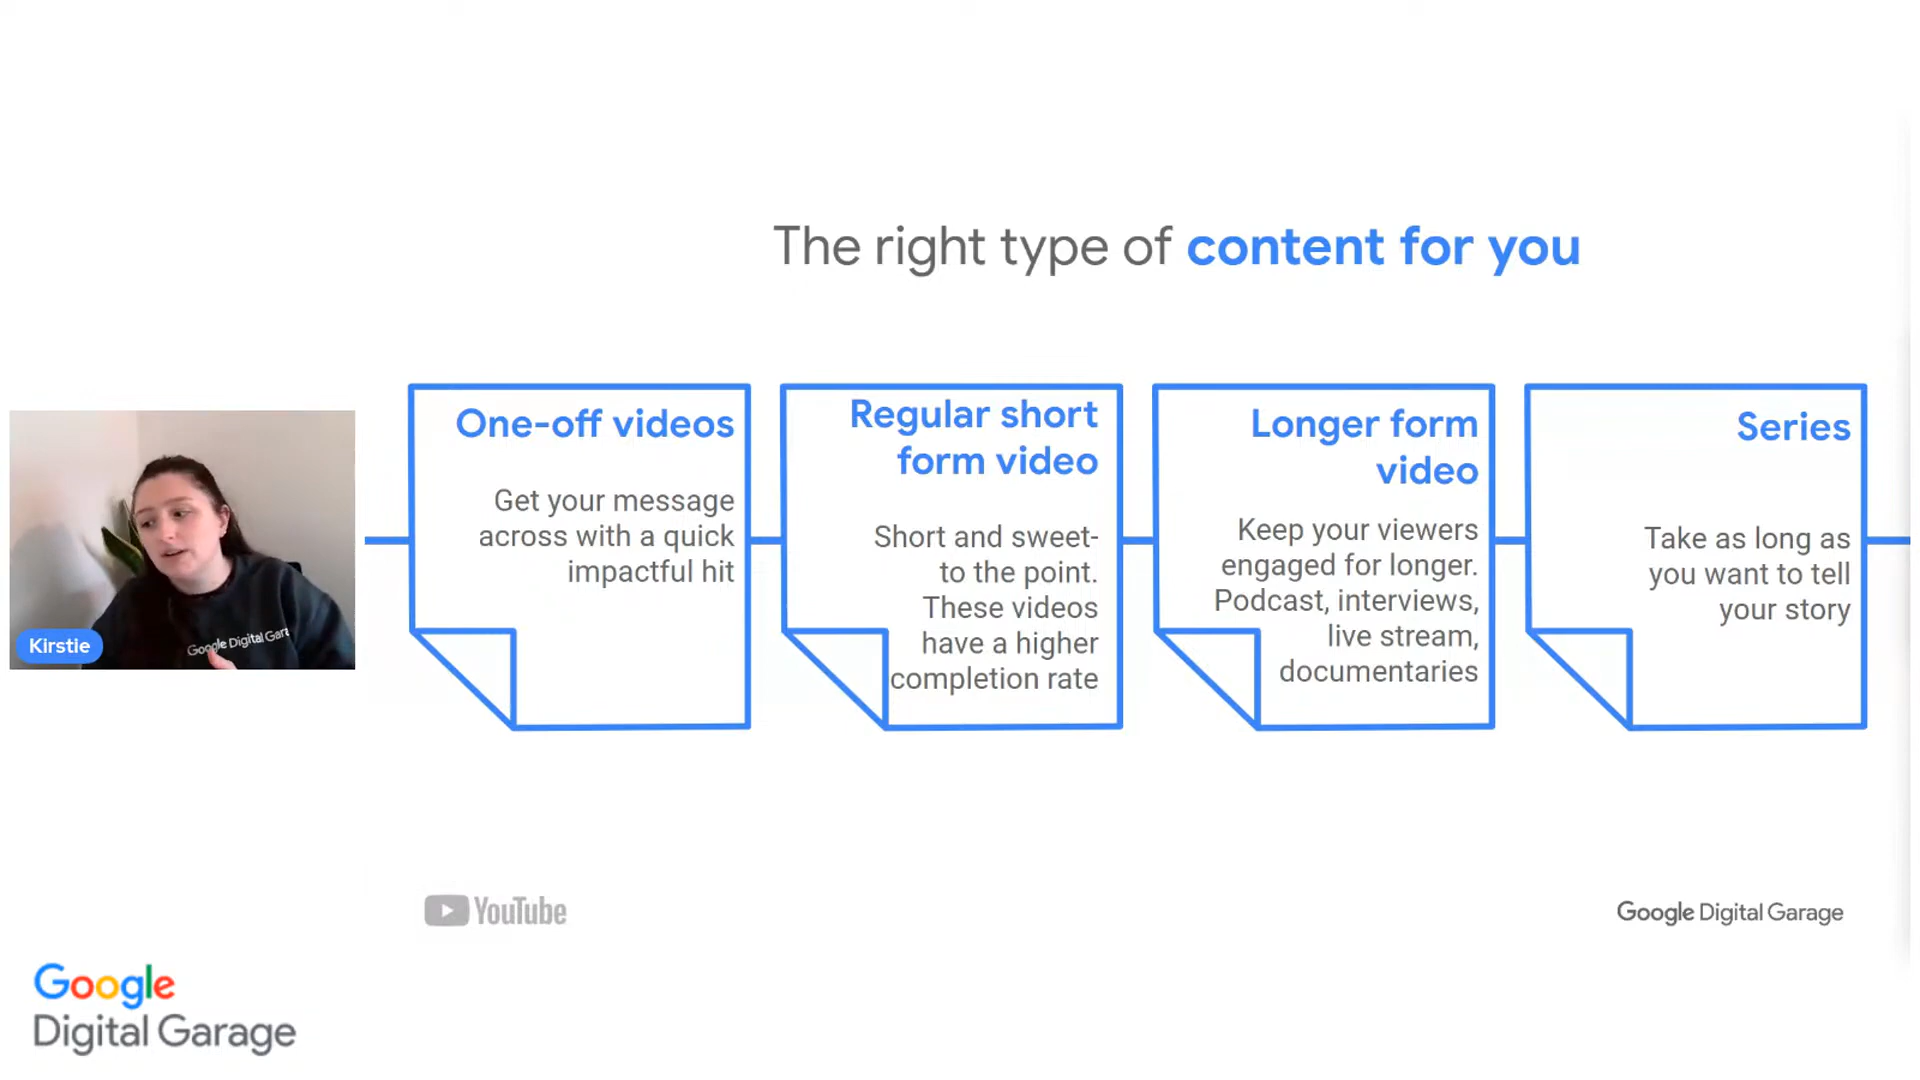 The right type of content for you
One-off videos
Get your message
across with a quick
impactful hit
Regular short
form video
Short and sweet-
to the point.
These videos
have a higher
completion rate
Longer form
video
Keep your viewers
engaged for longer.
Podcast, interviews,
live stream,
documentaries
Series
Take as long as
you want to tell
your story
Google Digital Gara
Kirstie
YouTube
Google Digital Garage
Google
Digital Garage